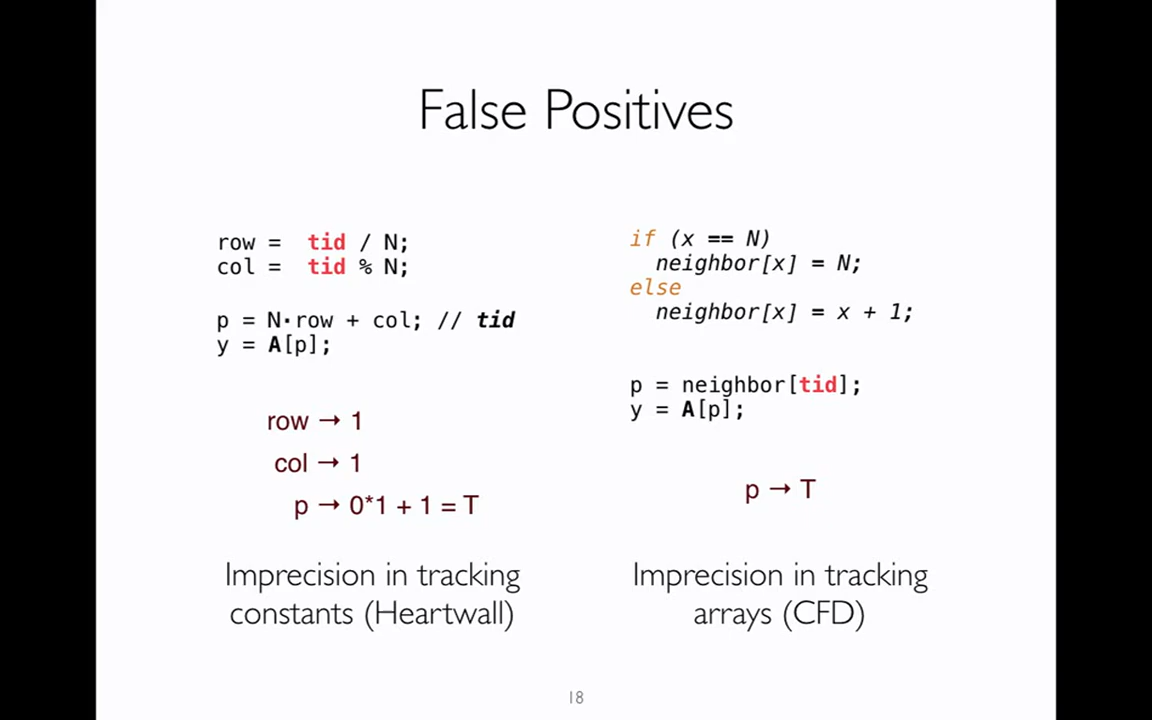 False Positives
row = tid / N;
col = tid % N;
p = N·row + col; // tid
y = A[p];
row → 1
col → 1
p → 0*1 + 1 = T
Imprecision in tracking
constants (Heartwall)
if (x == N)
neighbor[x] = N;
else
neighbor[x] = x + 1;
p = neighbor[tid];
y = A[p];
p → T
Imprecision in tracking
arrays (CFD)
18